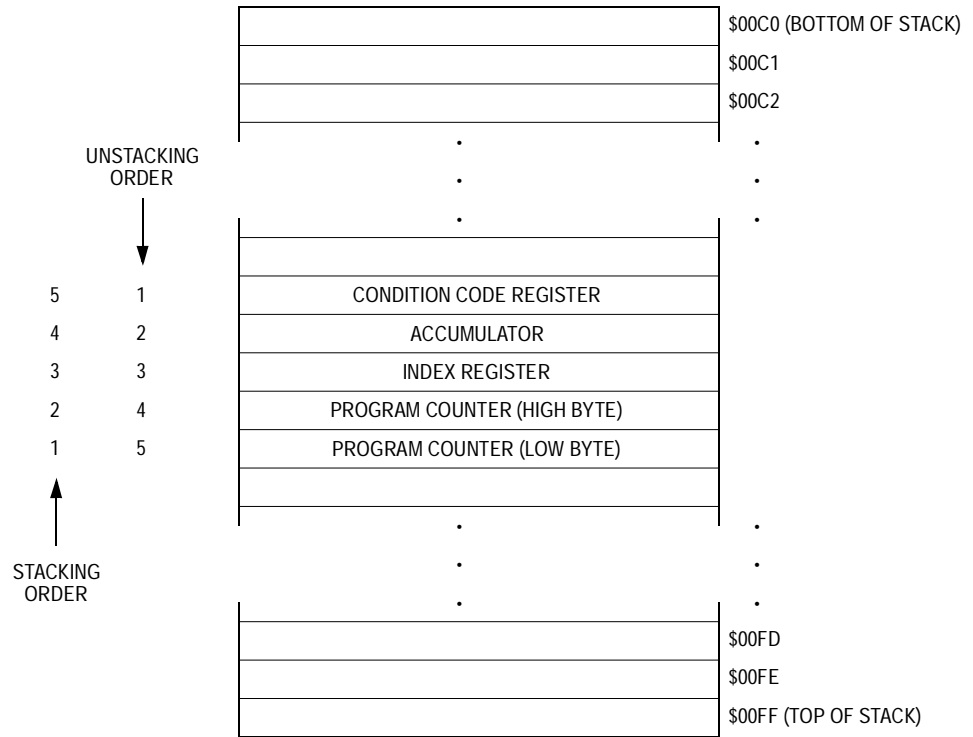 $00C0 (BOTTOM OF STACK)
$00C1
$00C2
UNSTACKING
ORDER
5 1 CONDITION CODE REGISTER
4 2 ACCUMULATOR
3 3 INDEX REGISTER
2 4 PROGRAM COUNTER (HIGH BYTE)
1 5 PROGRAM COUNTER (LOW BYTE)
STACKING
ORDER
$00FD
$00FE
$00FF (TOP OF STACK)